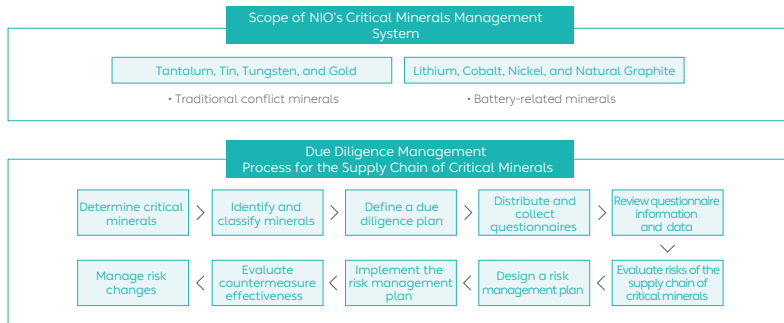 Scope of NIO's Critical Minerals Management
System
Tantalum, Tin, Tungsten, and Gold
Lithium, Cobalt, Nickel, and Natural Graphite
• Traditional conflict minerals
• Battery-related minerals
Due Diligence Management
Process for the Supply Chain of Critical Minerals
Determine critical
minerals
Identify and
classify minerals
Define a due
diligence plan
Distribute and
collect
questionnaires
Review questionnaire
information
and data
Evaluate risks of the
supply chain of
critical minerals
Design a risk
management plan
Implement the
risk management
plan
Evaluate
countermeasure
effectiveness
Manage risk
changes